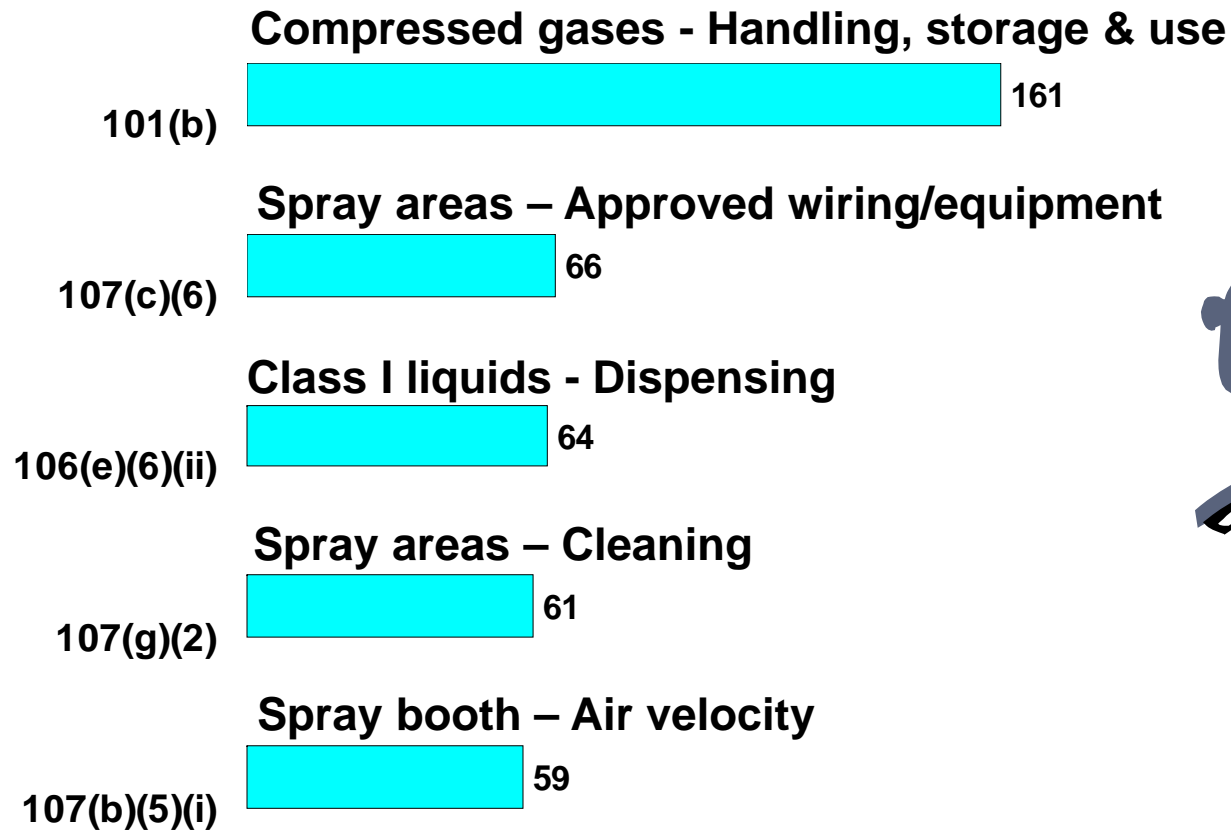 Compressed gases - Handling, storage & use
101(b)
161
Spray areas – Approved wiring/equipment
107(c)(6)
66
Class I liquids - Dispensing
106(e)(6)(ii)
64
Spray areas – Cleaning
107(g)(2)
61
Spray booth – Air velocity
107(b)(5)(i)
59